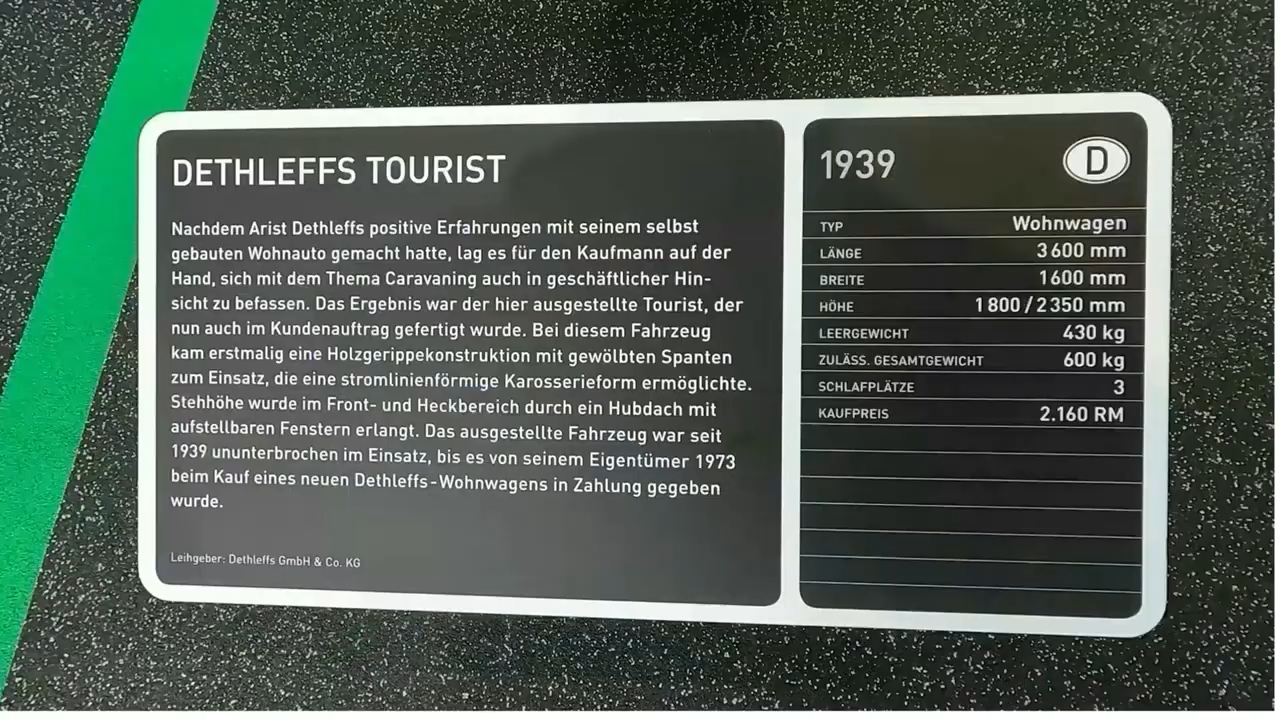 DETHLEFFS TOURIST
Nachdem Arist Dethleffs positive Erfahrungen mit seinem selbst
gebauten Wohnauto gemacht hatte, lag es für den Kaufmann auf der
Hand, sich mit dem Thema Caravaning auch in geschäftlicher Hin-
sicht zu befassen. Das Ergebnis war der hier ausgestellte Tourist, der
nun auch im Kundenauftrag gefertigt wurde. Bei diesem Fahrzeug
kam erstmalig eine Holzgerippekonstruktion mit gewölbten Spanten
zum Einsatz, die eine stromlinienförmige Karosserieform ermöglichte.
Stehhöhe wurde im Front- und Heckbereich durch ein Hubdach mit
aufstellbaren Fenstern erlangt. Das ausgestellte Fahrzeug war seit
1939 ununterbrochen im Einsatz, bis es von seinem Eigentümer 1973
beim Kauf eines neuen Dethleffs-Wohnwagens in Zahlung gegeben
wurde.
Leihgeber: Dethleffs GmbH & Co. KG
1939 D
TYP Wohnwagen
LÄNGE 3600 mm
BREITE 1600 mm
HÖHE 1800/2350 mm
LEERGEWICHT 430 kg
ZULÄSS. GESAMTGEWICHT 600 kg
SCHLAFPLÄTZE 3
KAUFPREIS 2.160 RM